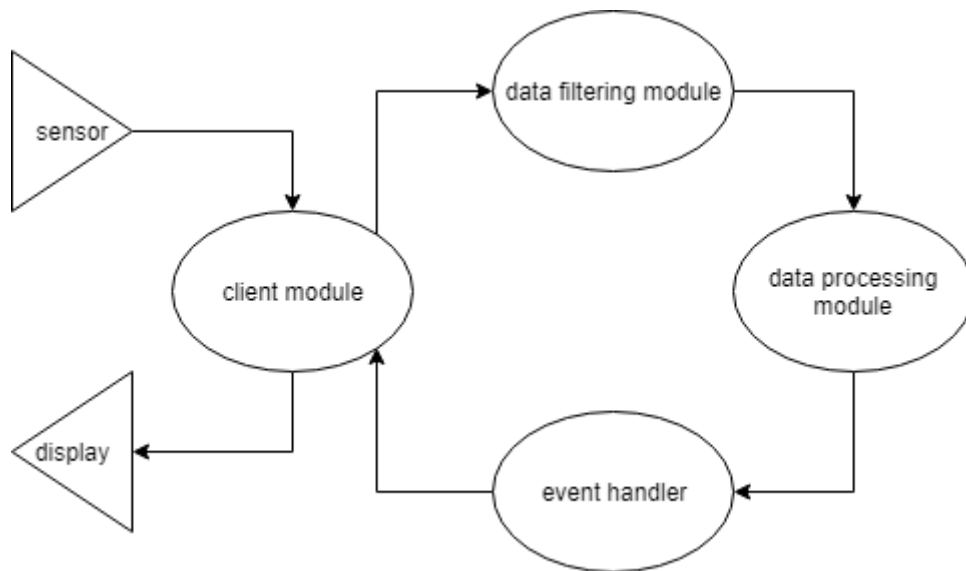 data filtering module
sensor
client module
data processing
module
display
event handler